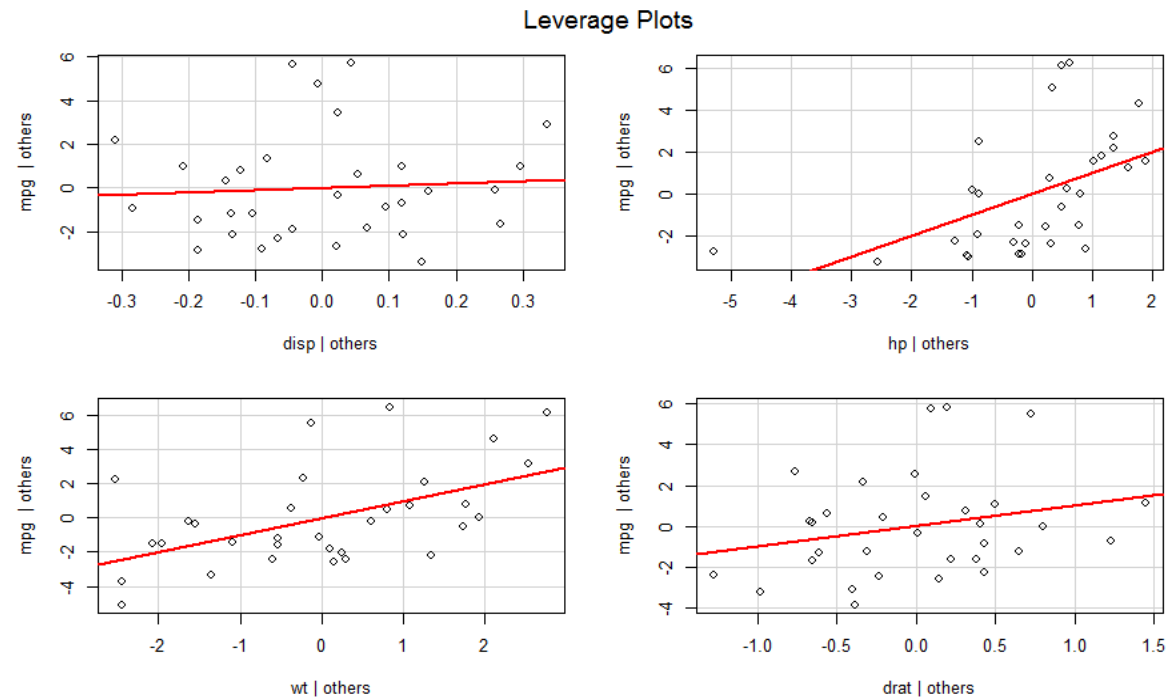 Leverage Plots
6
4
2
0
-2
mpg | others
-0.3 -0.2 -0.1 0.0 0.1 0.2 0.3
disp | others
6
4
2
0
-2
mpg | others
-5 -4 -3 -2 -1 0 1 2
hp | others
6
4
2
0
-2
-4
mpg | others
-2 -1 0 1 2
wt | others
6
4
2
0
-2
-4
mpg | others
-1.0 -0.5 0.0 0.5 1.0 1.5
drat | others